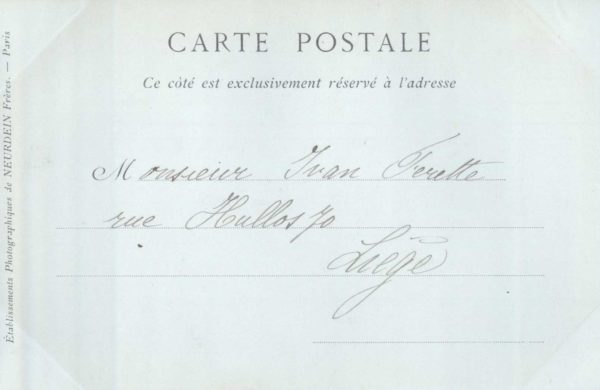 CARTE POSTALE
Ce côté est exclusivement réservé à l'adresse
Monsieur Ivan Ferette
rue Hullos 70
Liège
Établissements Photographiques de NEURDEIN Frères. — Paris